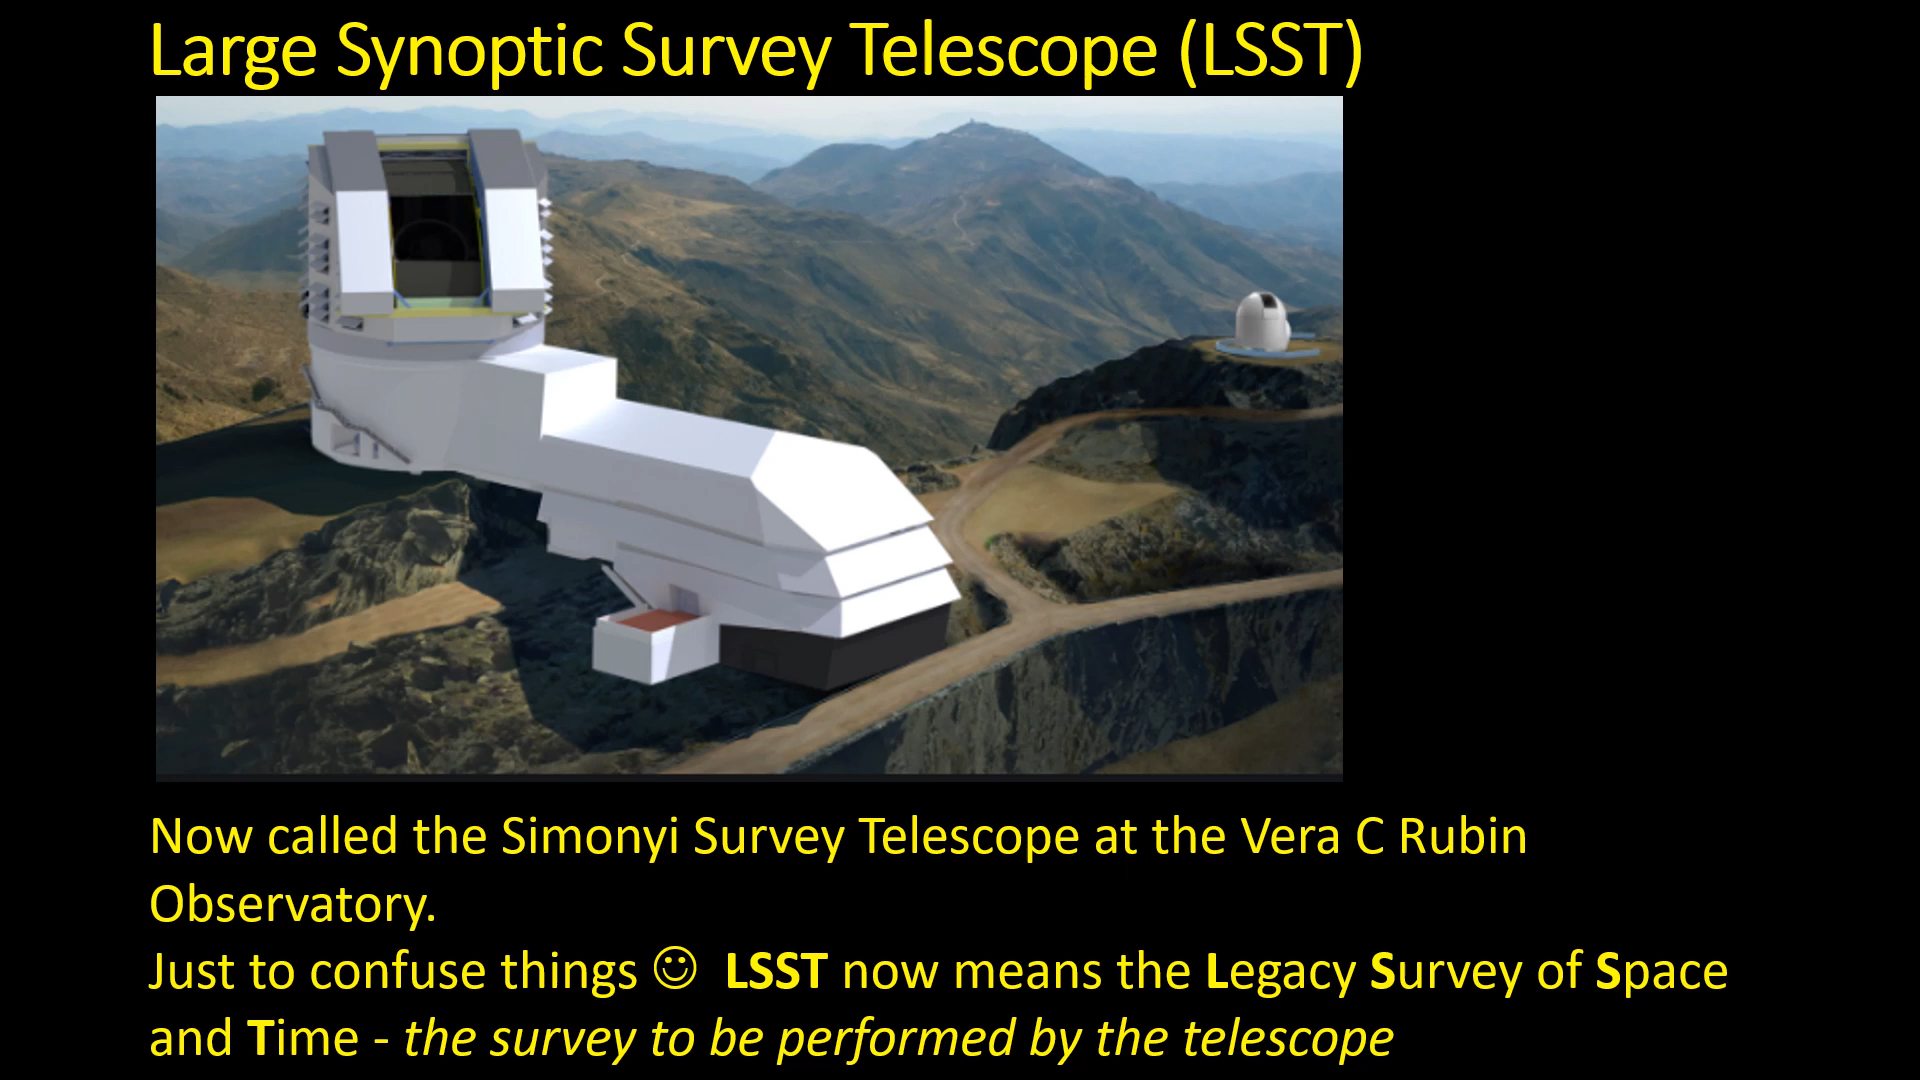 Large Synoptic Survey Telescope (LSST)
Now called the Simonyi Survey Telescope at the Vera C Rubin
Observatory.
Just to confuse things ☺ LSST now means the Legacy Survey of Space
and Time - the survey to be performed by the telescope